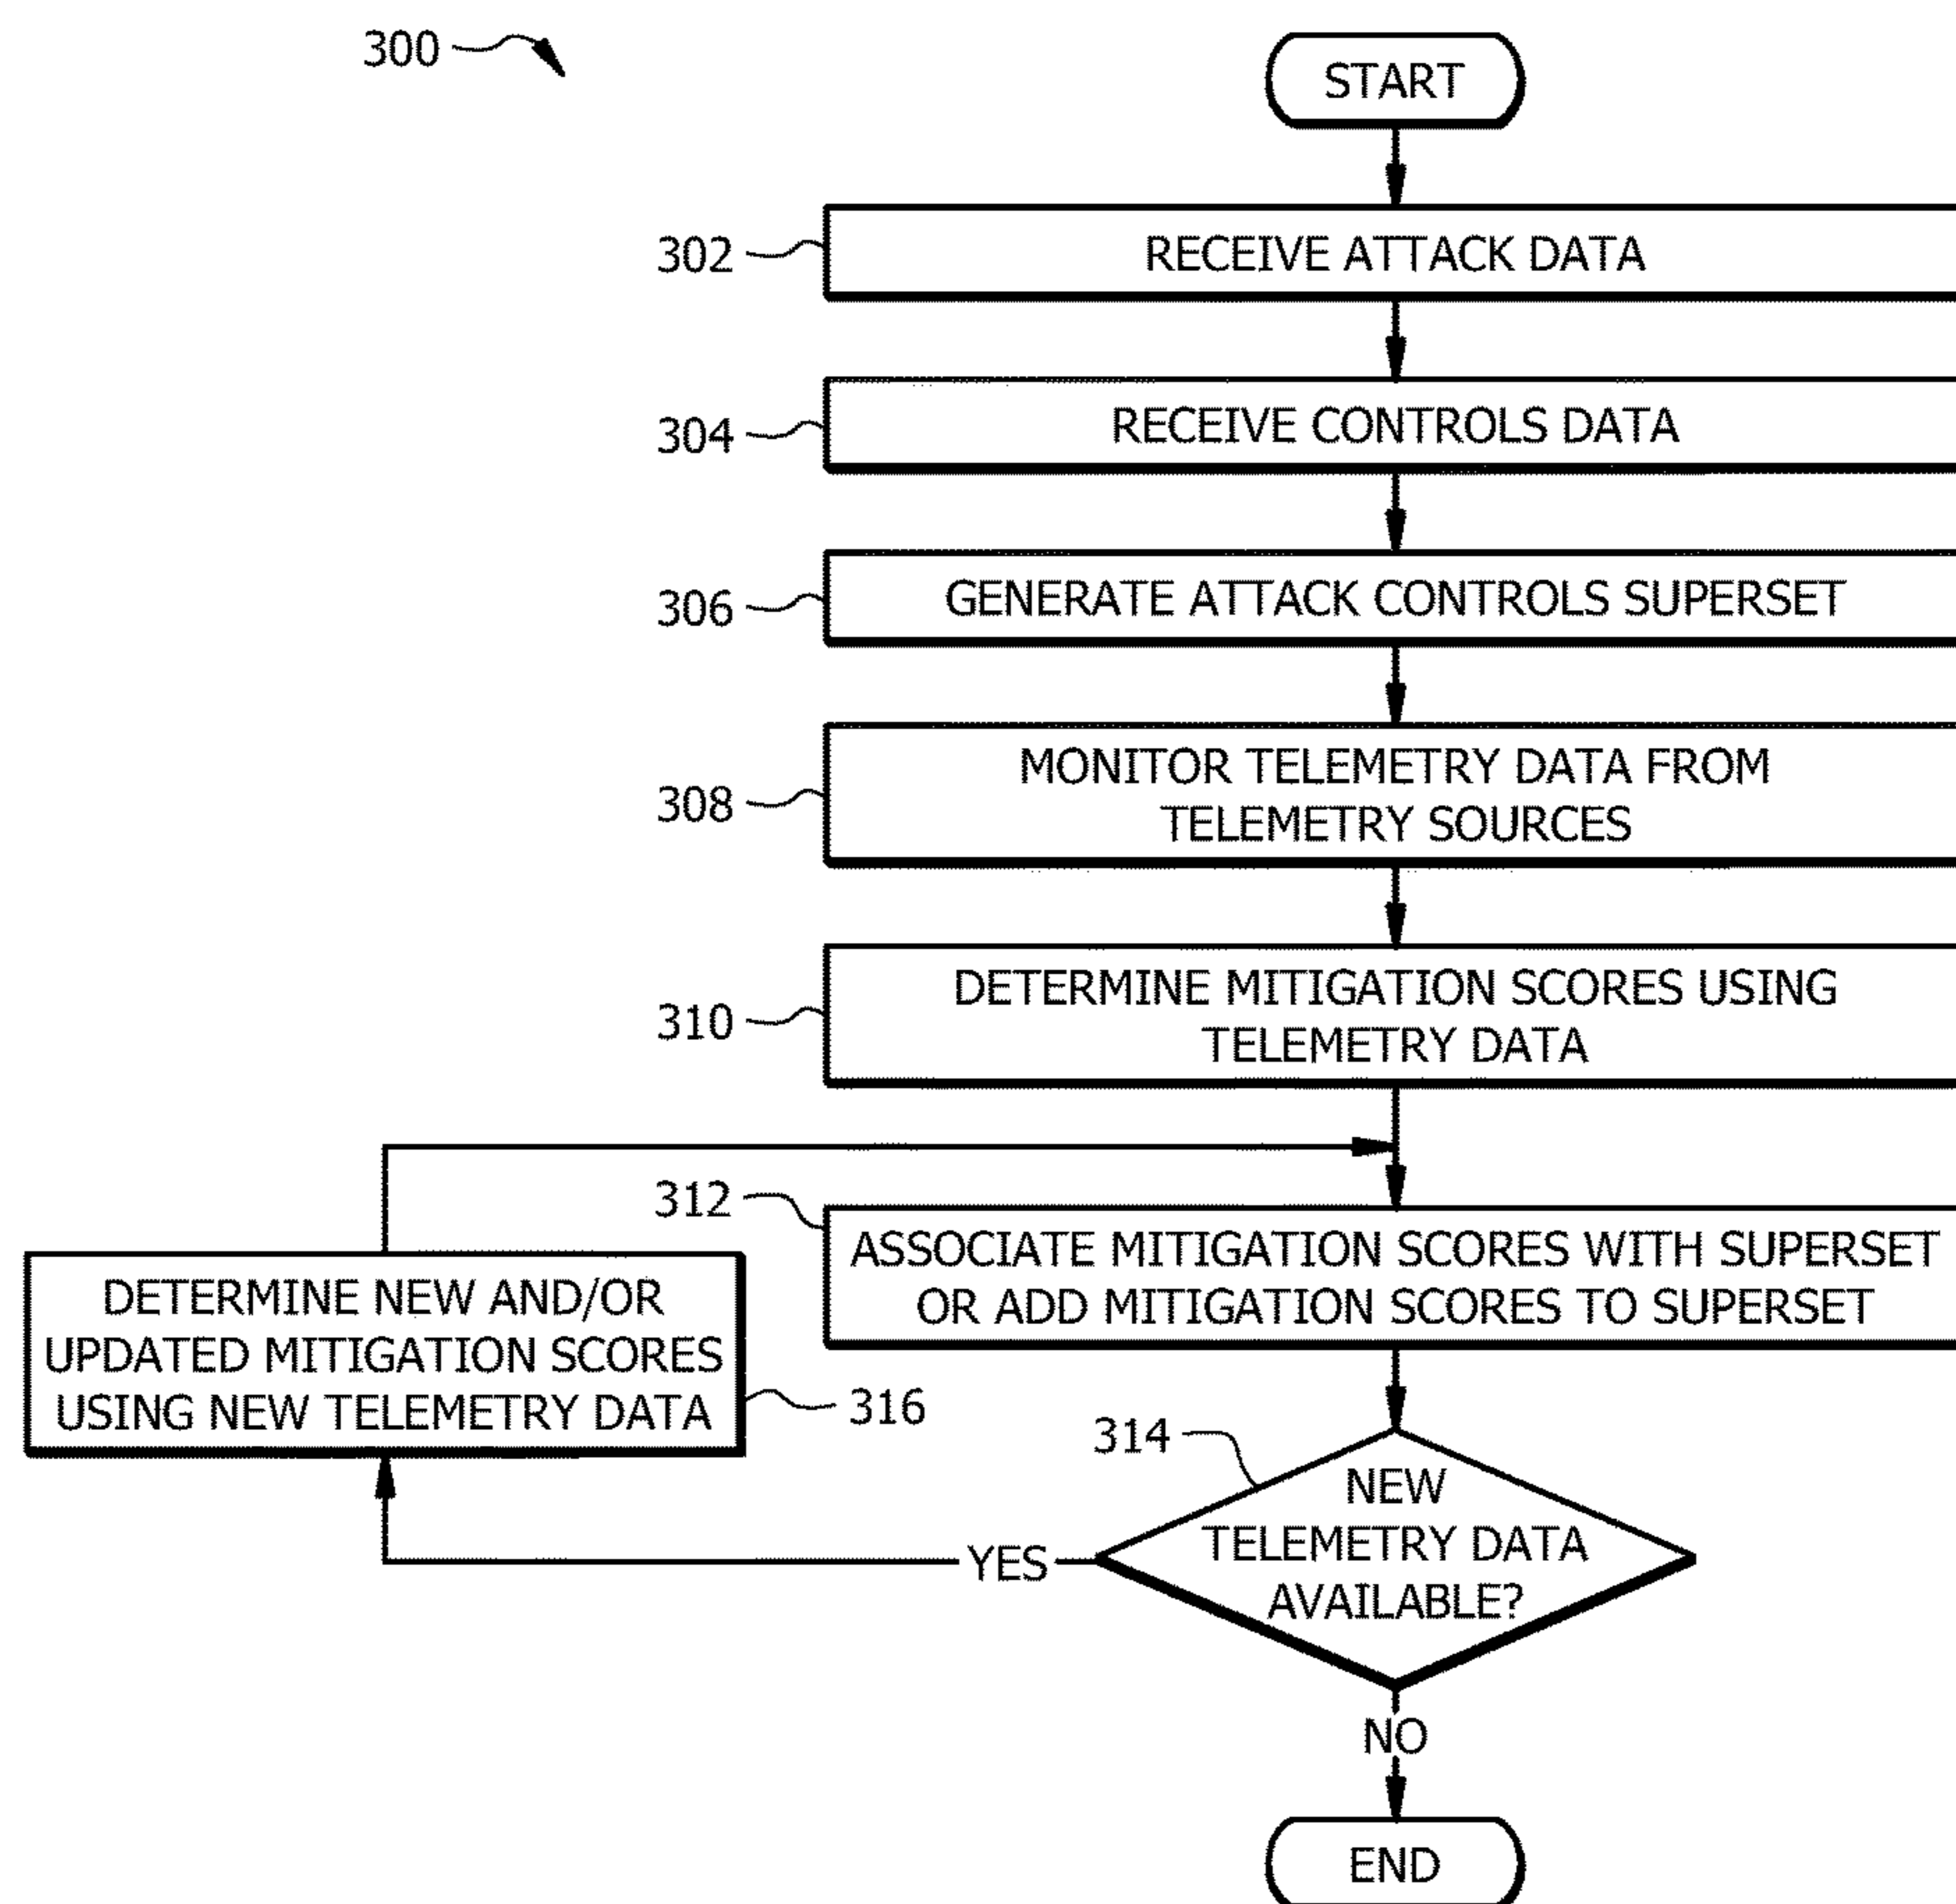 300
START
302
RECEIVE ATTACK DATA
304
RECEIVE CONTROLS DATA
306
GENERATE ATTACK CONTROLS SUPERSET
308
MONITOR TELEMETRY DATA FROM
TELEMETRY SOURCES
310
DETERMINE MITIGATION SCORES USING
TELEMETRY DATA
312
ASSOCIATE MITIGATION SCORES WITH SUPERSET
OR ADD MITIGATION SCORES TO SUPERSET
DETERMINE NEW AND/OR
UPDATED MITIGATION SCORES
USING NEW TELEMETRY DATA
316
314
NEW
TELEMETRY DATA
AVAILABLE?
YES
NO
END